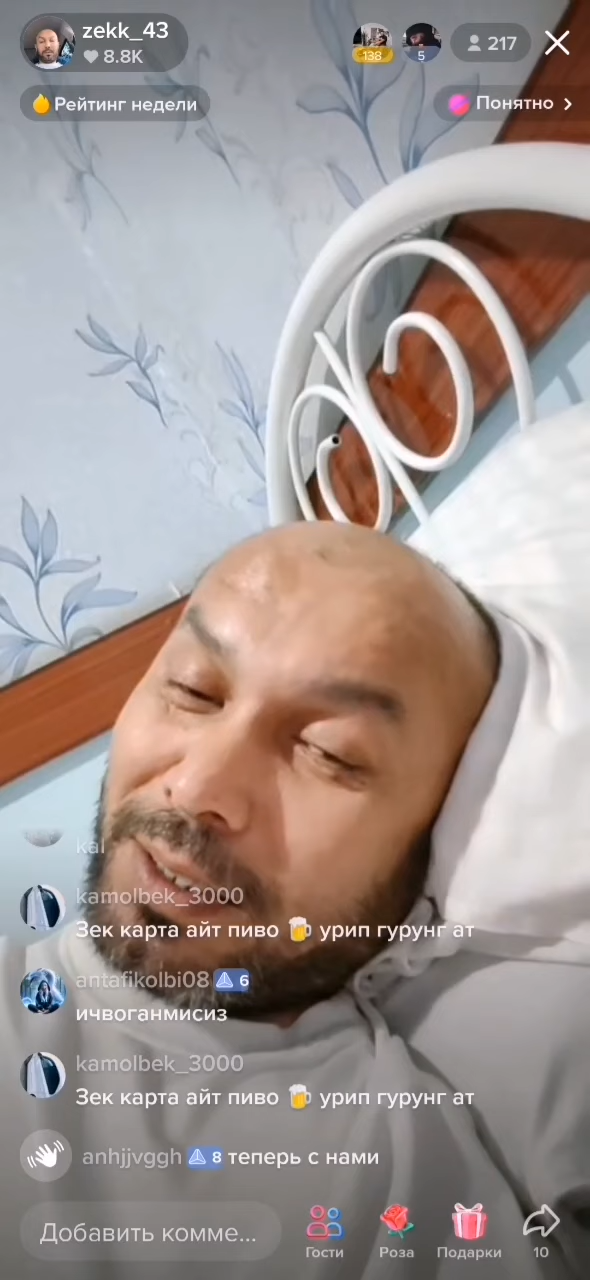 zekk_43
8.8K
138
5
217
Рейтинг недели
Понятно
kal
kamolbek_3000
Зек карта айт пиво 🍺 урип гурунг ат
antafikolbi08 6
ичвоганмисиз
kamolbek_3000
Зек карта айт пиво 🍺 урип гурунг ат
anhjjvggh 8 теперь с нами
Добавить комме...
Гости
Роза
Подарки
10